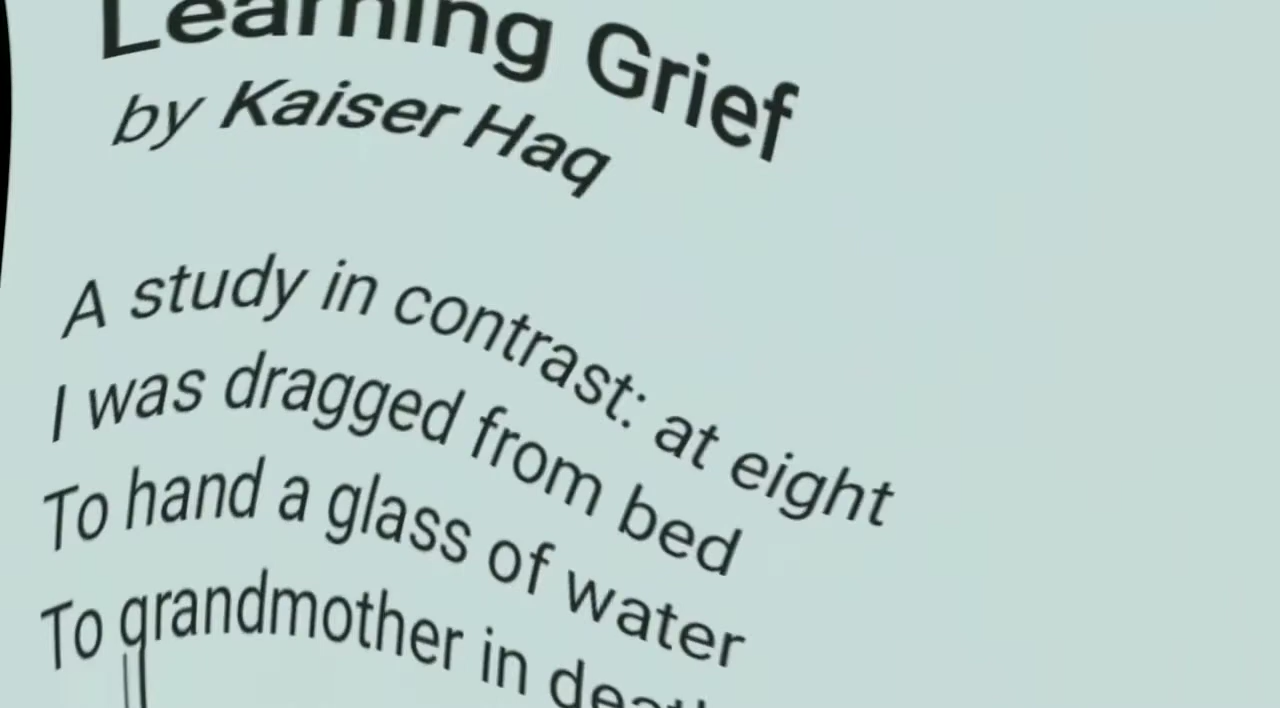 Learning Grief
by Kaiser Haq
A study in contrast: at eight
I was dragged from bed
To hand a glass of water
To grandmother in